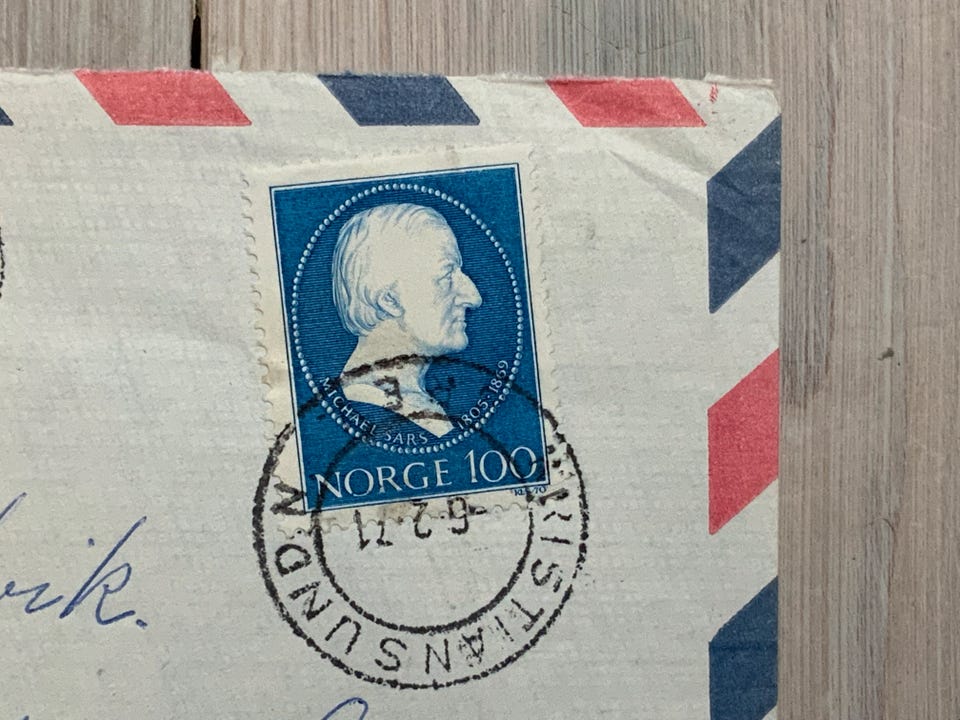 MICHAEL SARS 1805-1869
NORGE 100
KRISTIANSUND N
-6.2.71